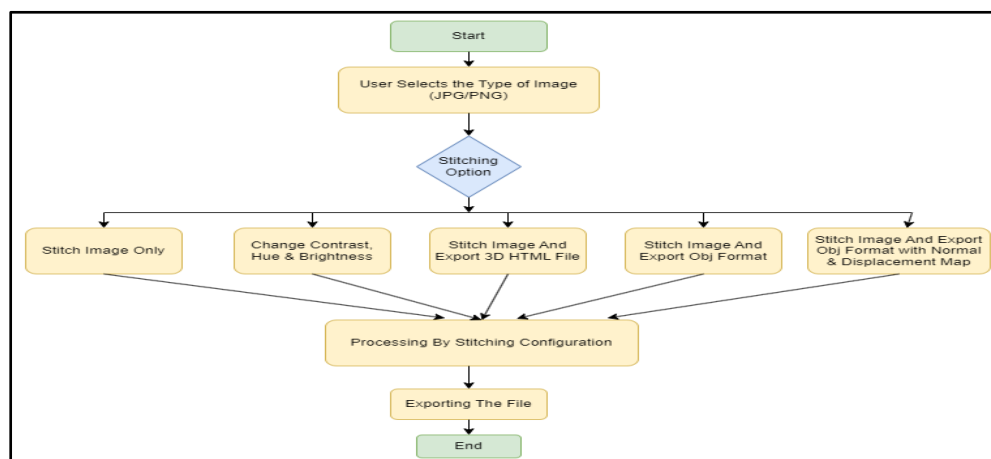 Start
User Selects the Type of Image
(JPG/PNG)
Stitching
Option
Stitch Image Only
Change Contrast,
Hue & Brightness
Stitch Image And
Export 3D HTML File
Stitch Image And
Export Obj Format
Stitch Image And Export
Obj Format with Normal
& Displacement Map
Processing By Stitching Configuration
Exporting The File
End